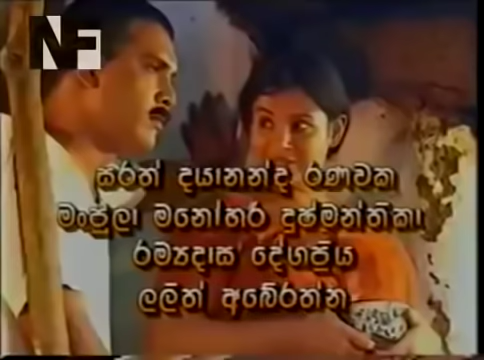 NF
සරත් දයානන්ද රණවක
මංජුලා මනෝහරී දුෂ්මන්තිකා
රම්‍යදාස දේශප්‍රිය
ලලිත් අබේරත්න